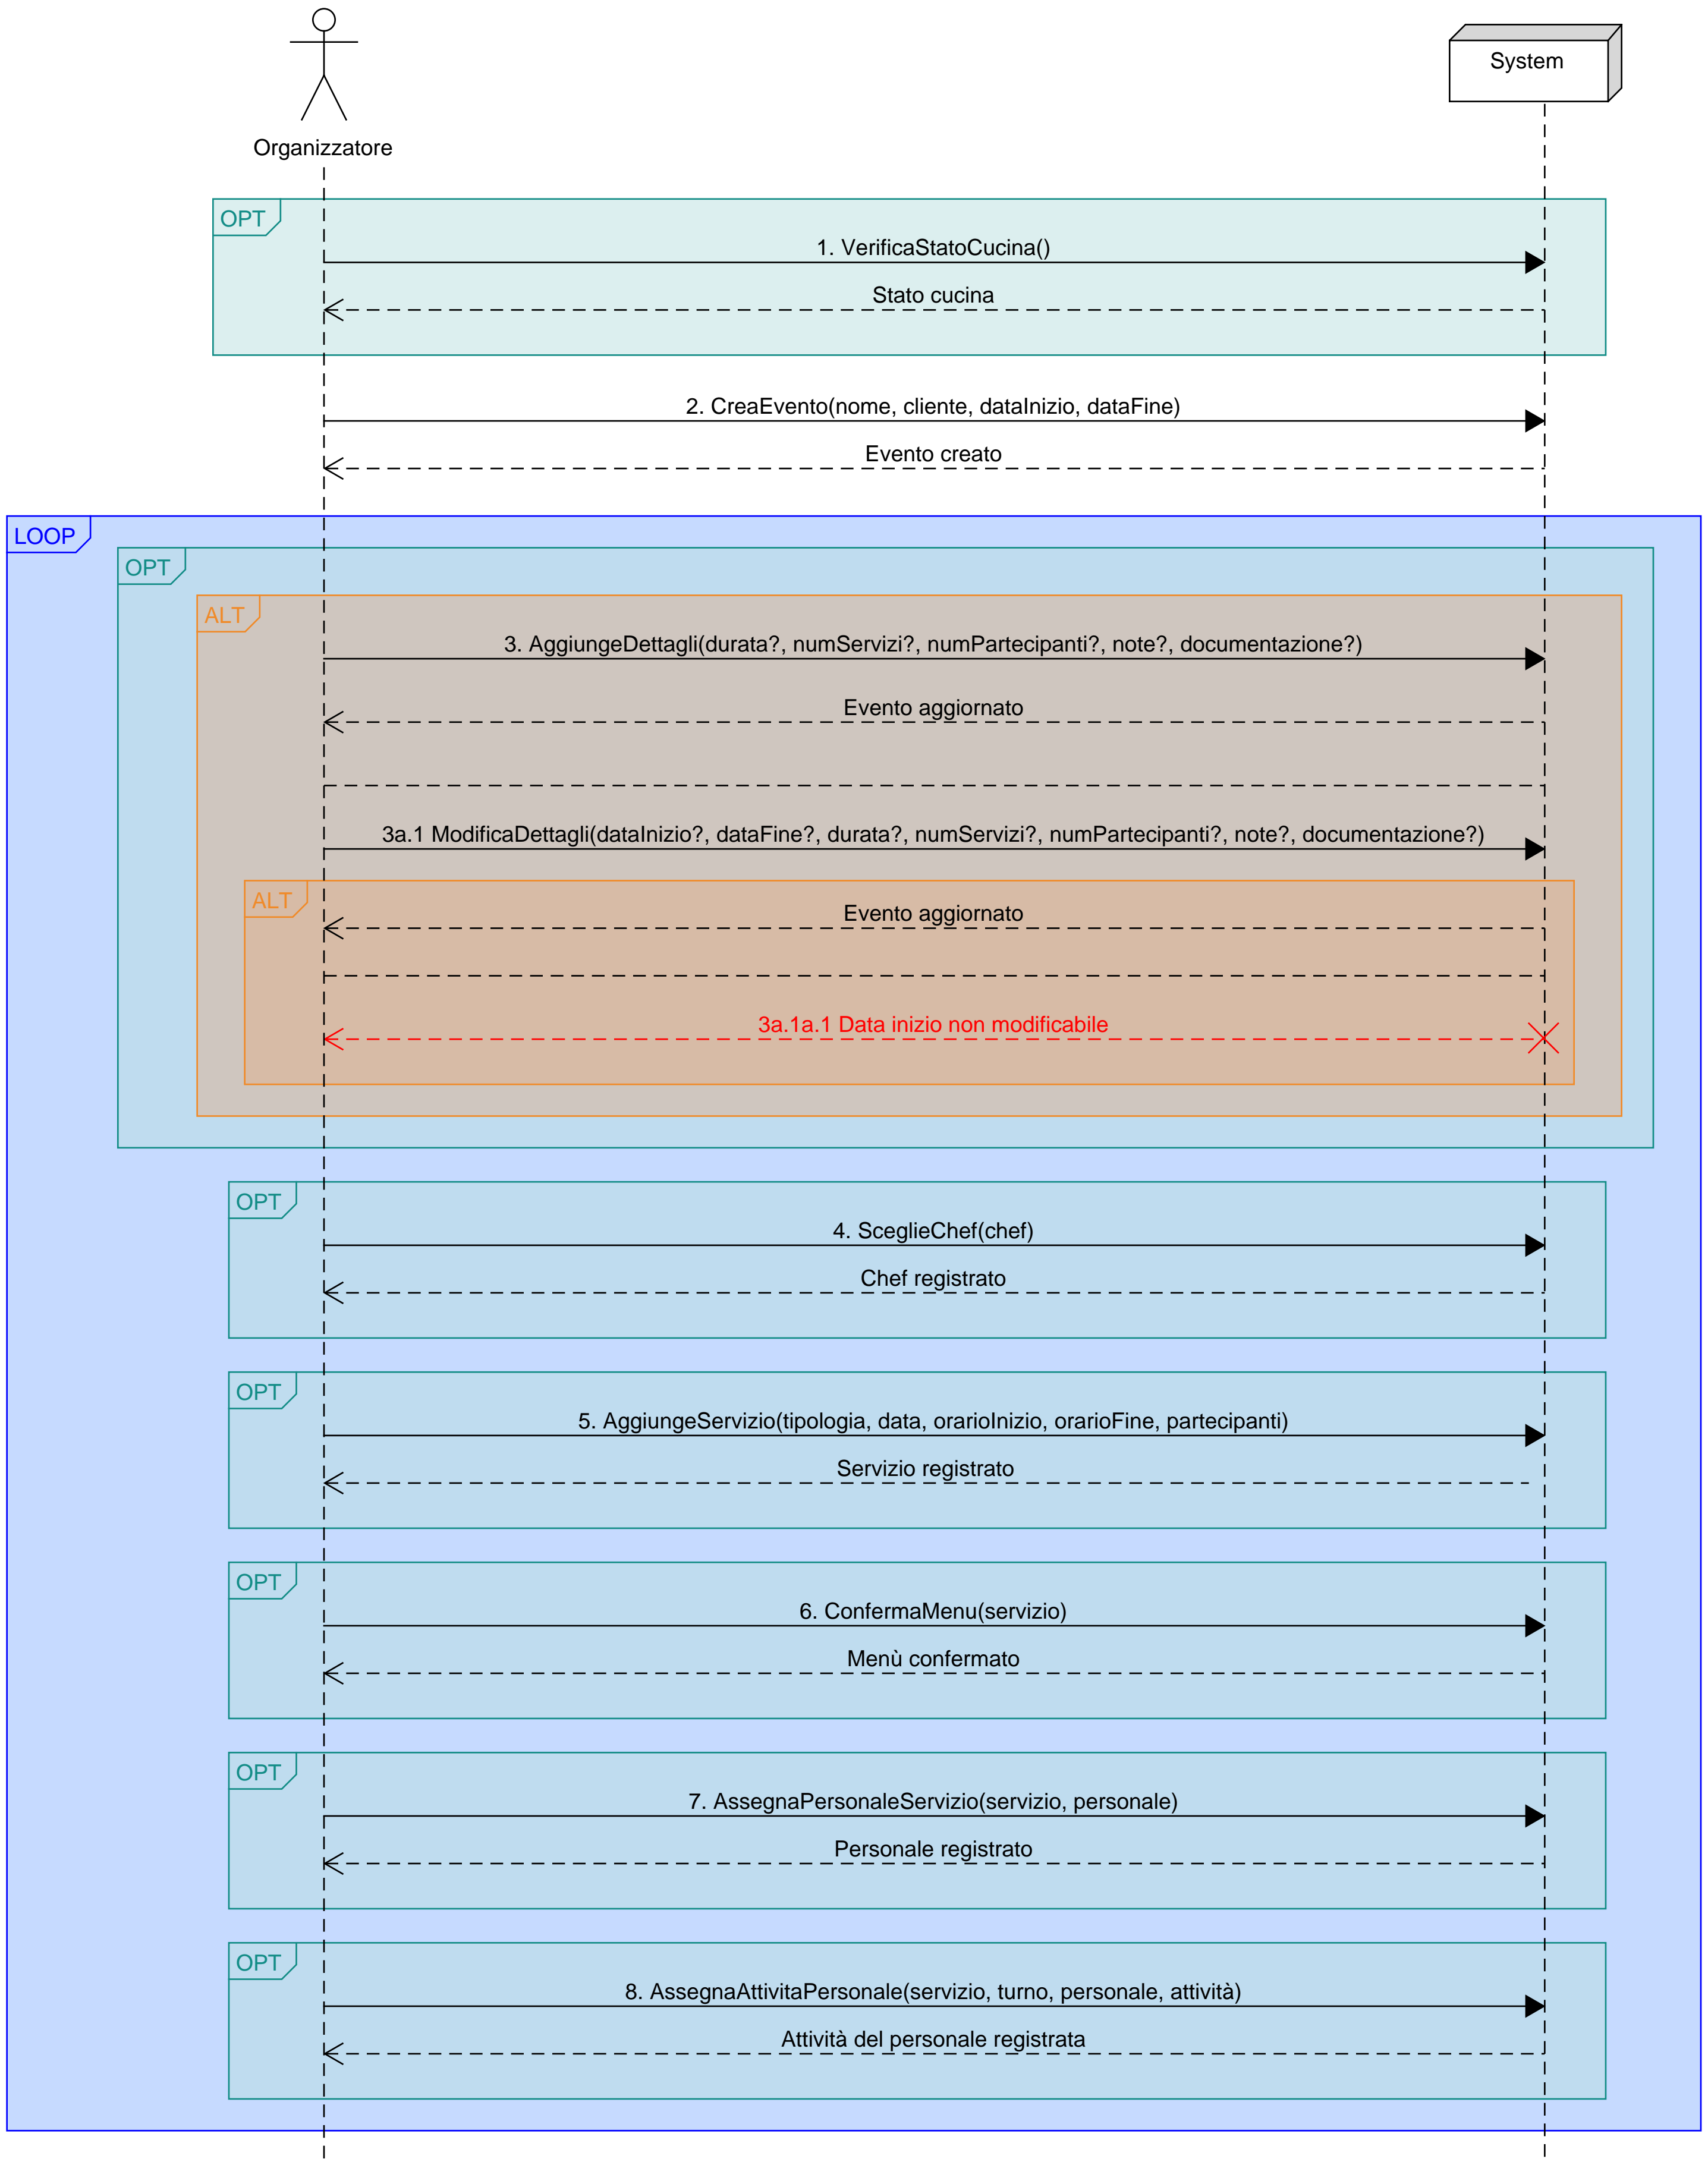 System
Organizzatore
OPT
1. VerificaStatoCucina()
Stato cucina
2. CreaEvento(nome, cliente, dataInizio, dataFine)
Evento creato
LOOP
OPT
ALT
3. AggiungeDettagli(durata?, numServizi?, numPartecipanti?, note?, documentazione?)
Evento aggiornato
3a.1 ModificaDettagli(dataInizio?, dataFine?, durata?, numServizi?, numPartecipanti?, note?, documentazione?)
ALT
Evento aggiornato
3a.1a.1 Data inizio non modificabile
OPT
4. SceglieChef(chef)
Chef registrato
OPT
5. AggiungeServizio(tipologia, data, orarioInizio, orarioFine, partecipanti)
Servizio registrato
OPT
6. ConfermaMenu(servizio)
Menù confermato
OPT
7. AssegnaPersonaleServizio(servizio, personale)
Personale registrato
OPT
8. AssegnaAttivitaPersonale(servizio, turno, personale, attività)
Attività del personale registrata